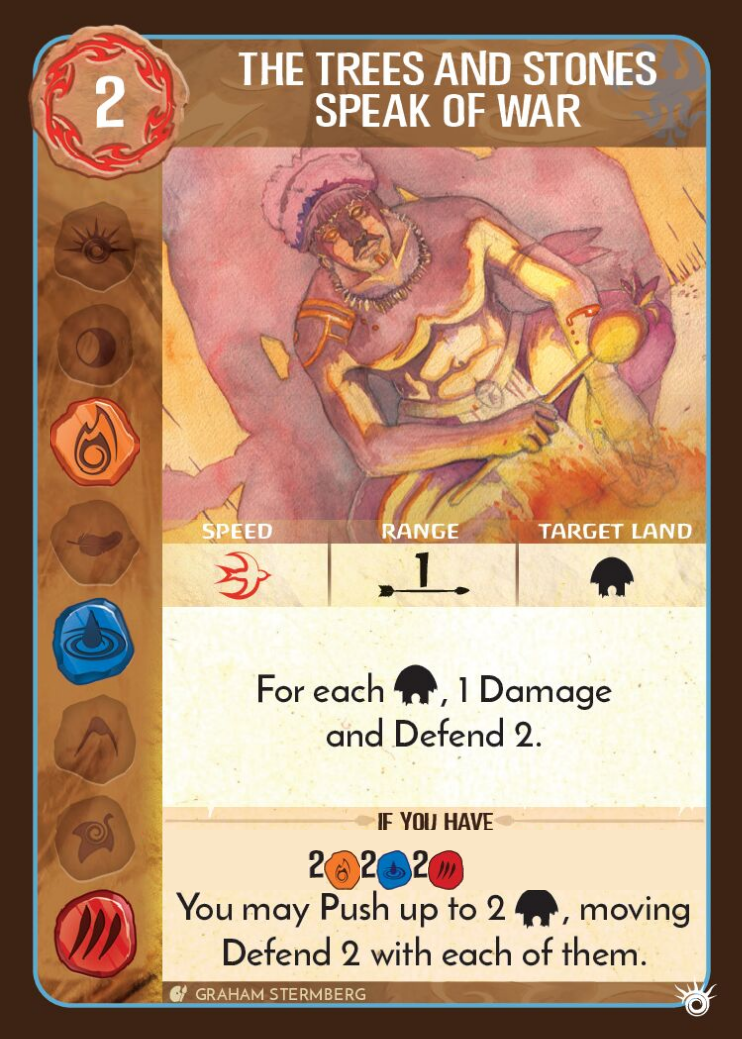 2
THE TREES AND STONES
SPEAK OF WAR
SPEED
RANGE
TARGET LAND
1
For each , 1 Damage
and Defend 2.
IF YOU HAVE
2 2 2
You may Push up to 2 , moving
Defend 2 with each of them.
GRAHAM STERMBERG